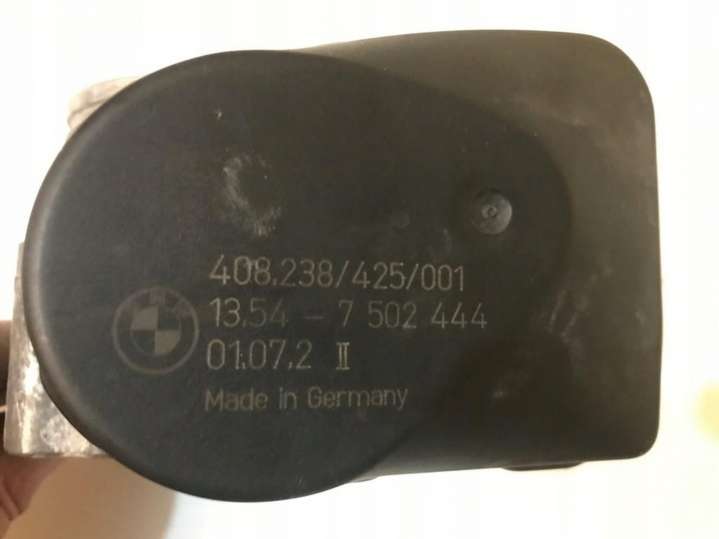 408.238/425/001
13.54 - 7 502 444
01.07.2 II
Made in Germany